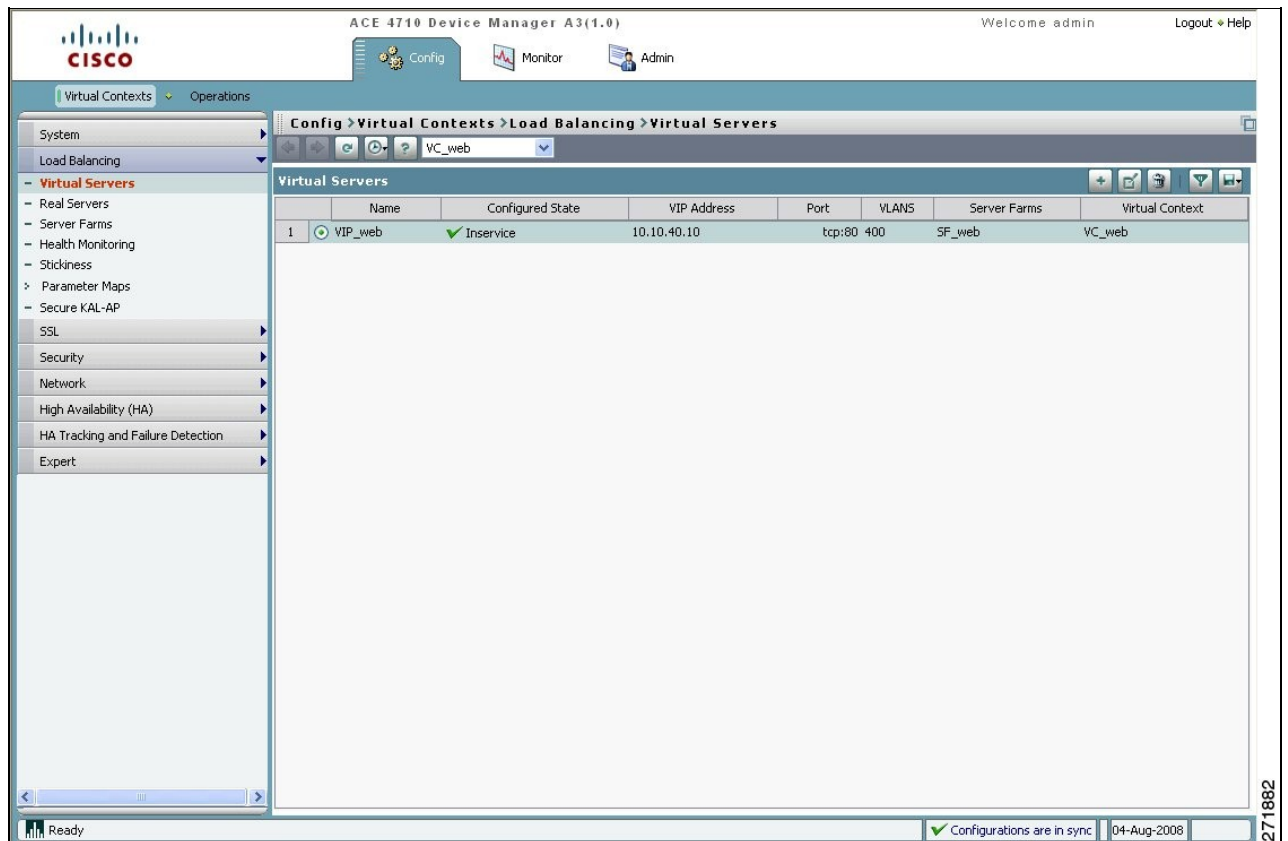 ACE 4710 Device Manager A3(1.0)
Welcome admin
Logout Help
CISCO
Config
Monitor
Admin
Virtual Contexts
Operations
Config >Virtual Contexts >Load Balancing >Virtual Servers
VC_web
System
Load Balancing
Virtual Servers
Real Servers
Server Farms
Health Monitoring
Stickiness
Parameter Maps
Secure KAL-AP
SSL
Security
Network
High Availability (HA)
HA Tracking and Failure Detection
Expert
Virtual Servers
Name Configured State VIP Address Port VLANS Server Farms Virtual Context
1 VIP_web Inservice 10.10.40.10 tcp:80 400 SF_web VC_web
Ready
Configurations are in sync
04-Aug-2008
271882